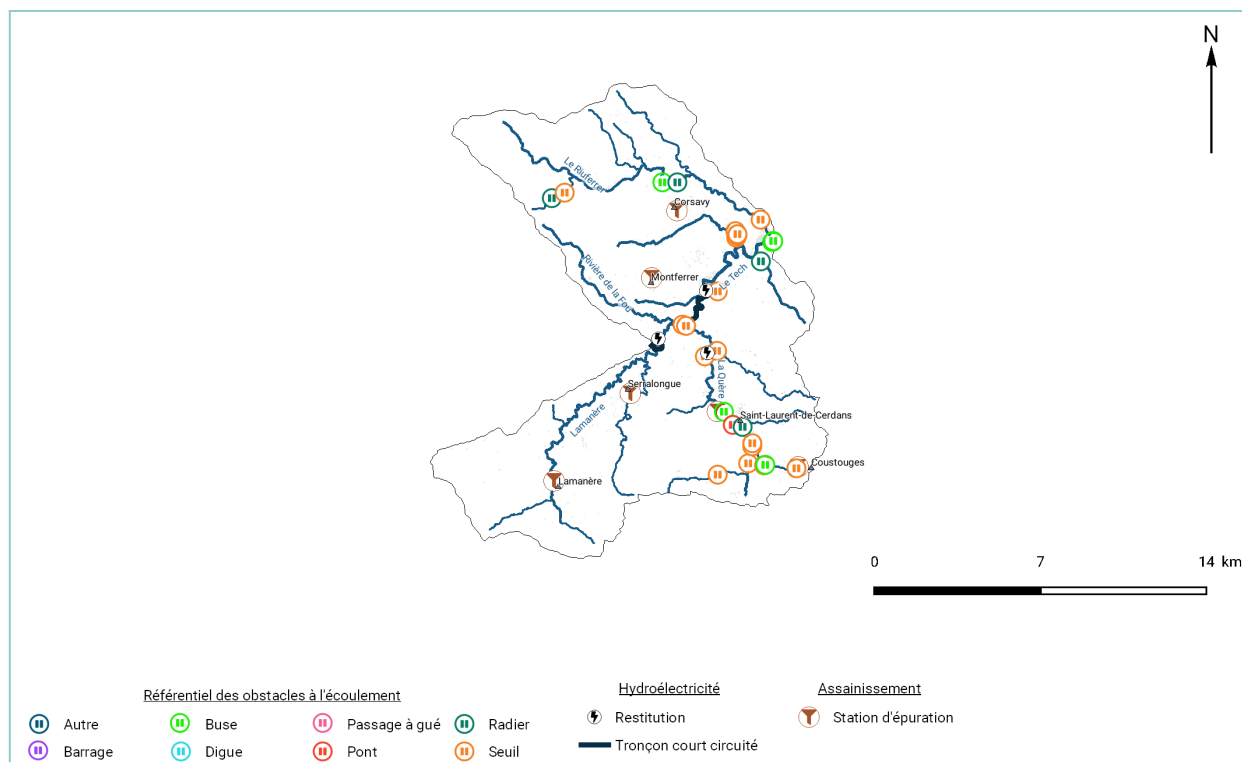 N
Le Riuferrer
Corsavy
Rivière de la Fou
Montferrer
Le Tech
La Quère
Serralongue
Lamanère
Saint-Laurent-de-Cerdans
Coustouges
Lamanère
0 7 14 km
Référentiel des obstacles à l'écoulement
Autre
Buse
Passage à gué
Radier
Barrage
Digue
Pont
Seuil
Hydroélectricité
Restitution
Tronçon court circuité
Assainissement
Station d'épuration